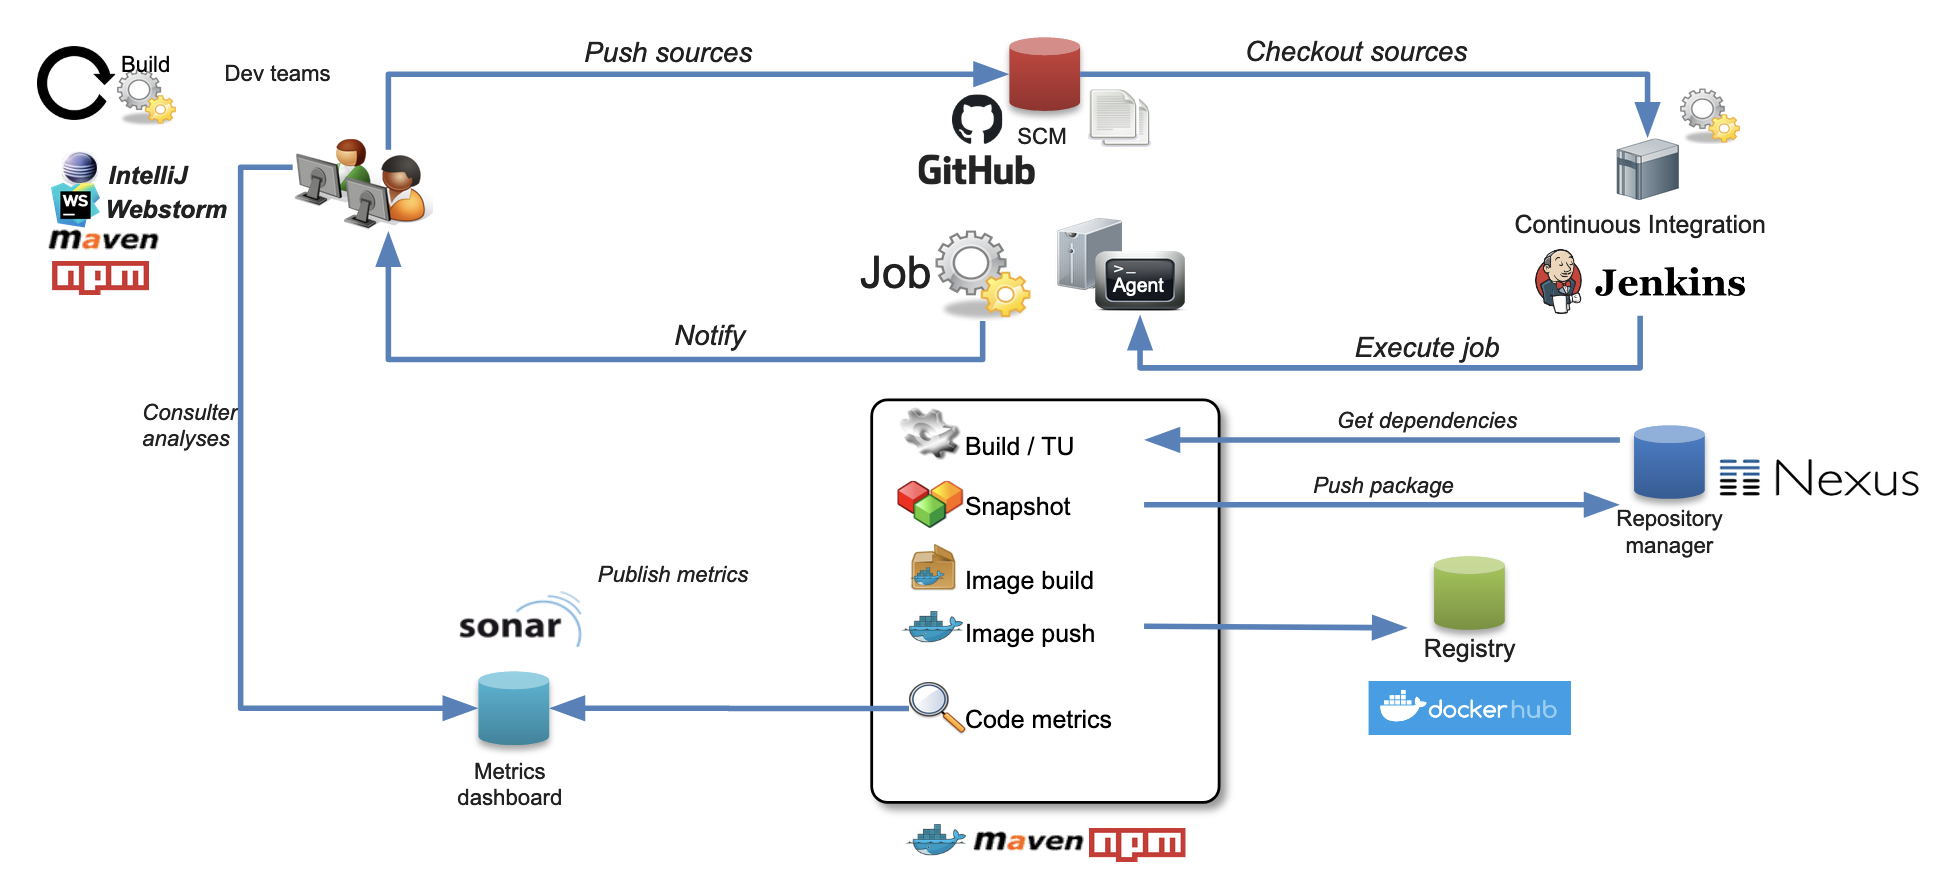 Build
Dev teams
Push sources
Checkout sources
SCM
GitHub
IntelliJ
WS
Webstorm
maven
npm
Continuous Integration
Jenkins
Job
>_
Agent
Notify
Execute job
Consulter
analyses
Build / TU
Get dependencies
Snapshot
Push package
Nexus
Repository
manager
Image build
Publish metrics
sonar
Image push
Registry
docker hub
Code metrics
Metrics
dashboard
maven npm